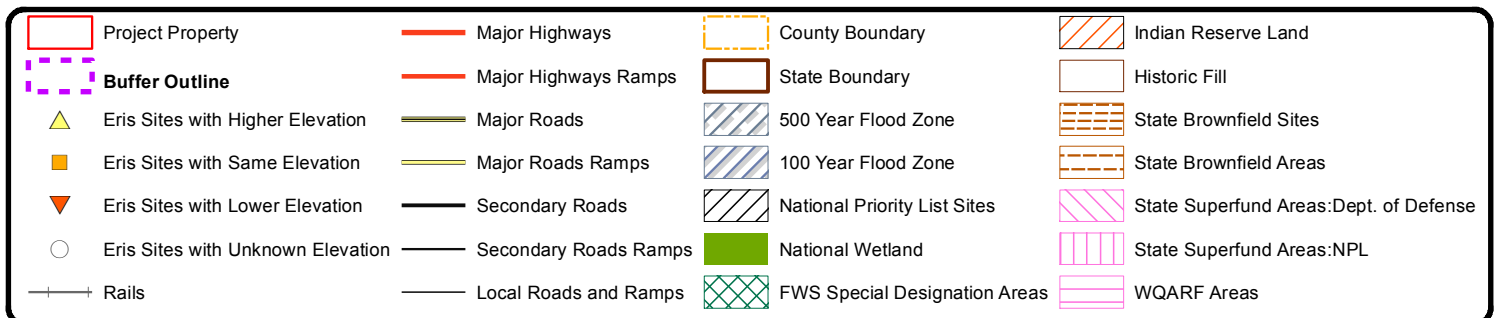 Project Property
Buffer Outline
Eris Sites with Higher Elevation
Eris Sites with Same Elevation
Eris Sites with Lower Elevation
Eris Sites with Unknown Elevation
Rails
Major Highways
Major Highways Ramps
Major Roads
Major Roads Ramps
Secondary Roads
Secondary Roads Ramps
Local Roads and Ramps
County Boundary
State Boundary
500 Year Flood Zone
100 Year Flood Zone
National Priority List Sites
National Wetland
FWS Special Designation Areas
Indian Reserve Land
Historic Fill
State Brownfield Sites
State Brownfield Areas
State Superfund Areas:Dept. of Defense
State Superfund Areas:NPL
WQARF Areas